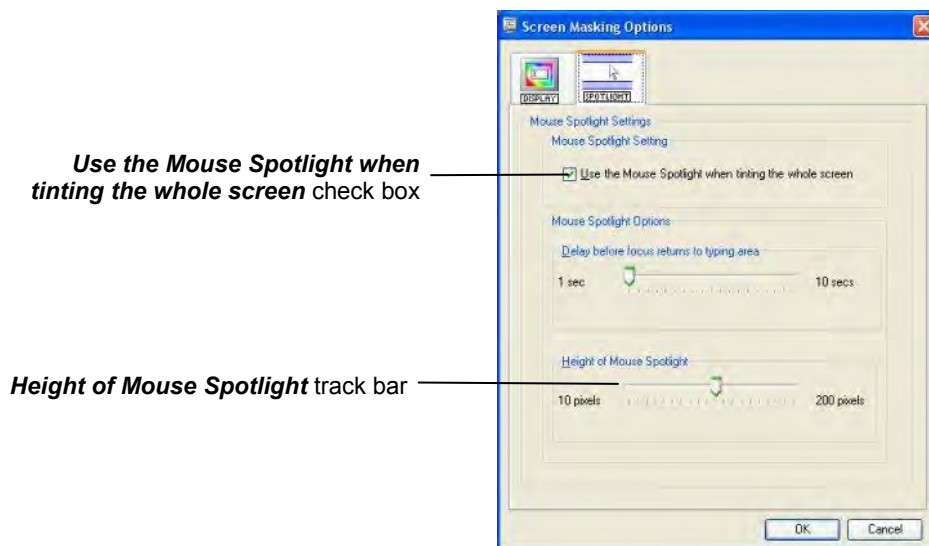 Screen Masking Options
DISPLAY
SPOTLIGHT
Mouse Spotlight Settings
Mouse Spotlight Setting
Use the Mouse Spotlight when tinting the whole screen check box
Use the Mouse Spotlight when tinting the whole screen
Mouse Spotlight Options
Delay before focus returns to typing area
1 sec
10 secs
Height of Mouse Spotlight
Height of Mouse Spotlight track bar
10 pixels
200 pixels
OK
Cancel